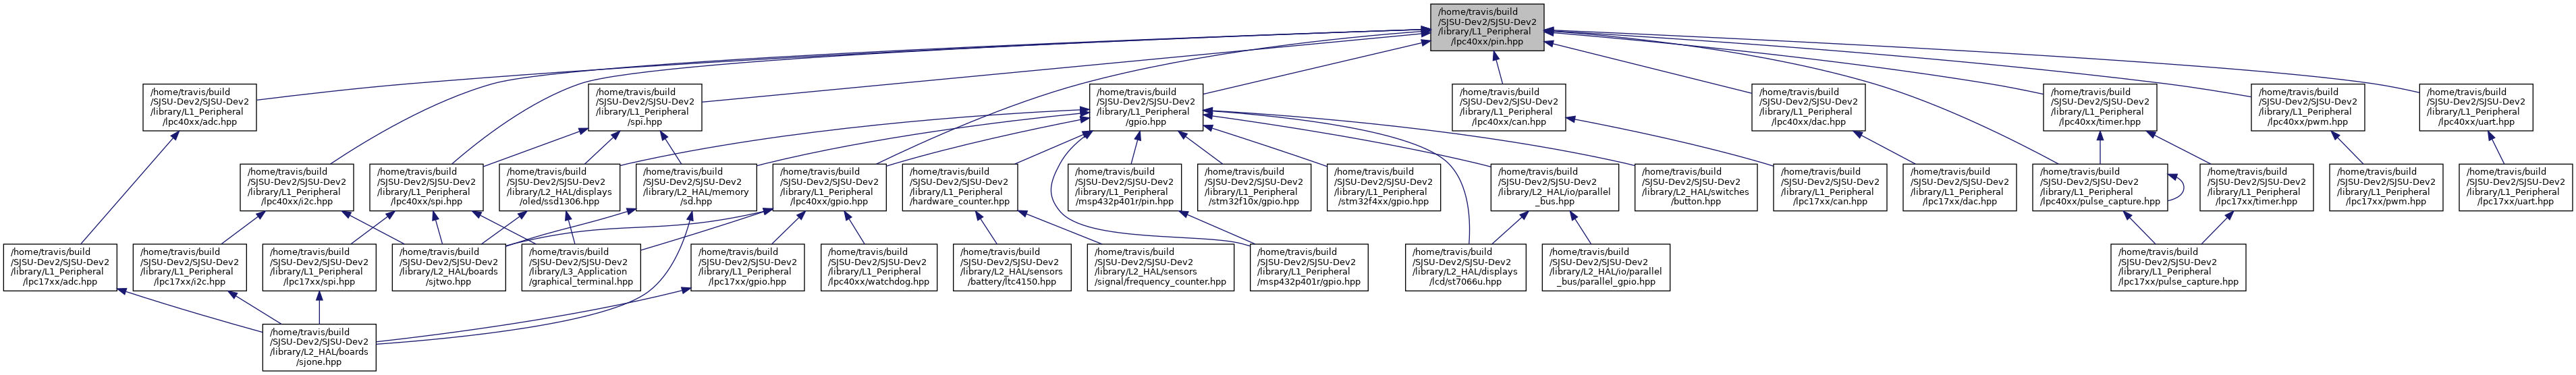 /home/travis/build
/SJSU-Dev2/SJSU-Dev2
/library/L1_Peripheral
/lpc40xx/pin.hpp
/home/travis/build
/SJSU-Dev2/SJSU-Dev2
/library/L1_Peripheral
/lpc40xx/adc.hpp
/home/travis/build
/SJSU-Dev2/SJSU-Dev2
/library/L1_Peripheral
/spi.hpp
/home/travis/build
/SJSU-Dev2/SJSU-Dev2
/library/L1_Peripheral
/gpio.hpp
/home/travis/build
/SJSU-Dev2/SJSU-Dev2
/library/L1_Peripheral
/lpc40xx/can.hpp
/home/travis/build
/SJSU-Dev2/SJSU-Dev2
/library/L1_Peripheral
/lpc40xx/dac.hpp
/home/travis/build
/SJSU-Dev2/SJSU-Dev2
/library/L1_Peripheral
/lpc40xx/timer.hpp
/home/travis/build
/SJSU-Dev2/SJSU-Dev2
/library/L1_Peripheral
/lpc40xx/pwm.hpp
/home/travis/build
/SJSU-Dev2/SJSU-Dev2
/library/L1_Peripheral
/lpc40xx/uart.hpp
/home/travis/build
/SJSU-Dev2/SJSU-Dev2
/library/L1_Peripheral
/lpc40xx/i2c.hpp
/home/travis/build
/SJSU-Dev2/SJSU-Dev2
/library/L1_Peripheral
/lpc40xx/spi.hpp
/home/travis/build
/SJSU-Dev2/SJSU-Dev2
/library/L2_HAL/displays
/oled/ssd1306.hpp
/home/travis/build
/SJSU-Dev2/SJSU-Dev2
/library/L2_HAL/memory
/sd.hpp
/home/travis/build
/SJSU-Dev2/SJSU-Dev2
/library/L1_Peripheral
/lpc40xx/gpio.hpp
/home/travis/build
/SJSU-Dev2/SJSU-Dev2
/library/L1_Peripheral
/hardware_counter.hpp
/home/travis/build
/SJSU-Dev2/SJSU-Dev2
/library/L1_Peripheral
/msp432p401r/pin.hpp
/home/travis/build
/SJSU-Dev2/SJSU-Dev2
/library/L1_Peripheral
/stm32f10x/gpio.hpp
/home/travis/build
/SJSU-Dev2/SJSU-Dev2
/library/L1_Peripheral
/stm32f4xx/gpio.hpp
/home/travis/build
/SJSU-Dev2/SJSU-Dev2
library/L2_HAL/io/parallel
_bus.hpp
/home/travis/build
/SJSU-Dev2/SJSU-Dev2
/library/L2_HAL/switches
/button.hpp
/home/travis/build
/SJSU-Dev2/SJSU-Dev2
/library/L1_Peripheral
/lpc17xx/can.hpp
/home/travis/build
/SJSU-Dev2/SJSU-Dev2
/library/L1_Peripheral
/lpc17xx/dac.hpp
/home/travis/build
/SJSU-Dev2/SJSU-Dev2
/library/L1_Peripheral
/lpc40xx/pulse_capture.hpp
/home/travis/build
/SJSU-Dev2/SJSU-Dev2
/library/L1_Peripheral
/lpc17xx/timer.hpp
/home/travis/build
/SJSU-Dev2/SJSU-Dev2
/library/L1_Peripheral
/lpc17xx/pwm.hpp
/home/travis/build
/SJSU-Dev2/SJSU-Dev2
/library/L1_Peripheral
/lpc17xx/uart.hpp
/home/travis/build
/SJSU-Dev2/SJSU-Dev2
/library/L1_Peripheral
/lpc17xx/adc.hpp
/home/travis/build
/SJSU-Dev2/SJSU-Dev2
/library/L1_Peripheral
/lpc17xx/i2c.hpp
/home/travis/build
/SJSU-Dev2/SJSU-Dev2
/library/L1_Peripheral
/lpc17xx/spi.hpp
/home/travis/build
/SJSU-Dev2/SJSU-Dev2
/library/L2_HAL/boards
/sjtwo.hpp
/home/travis/build
/SJSU-Dev2/SJSU-Dev2
/library/L3_Application
/graphical_terminal.hpp
/home/travis/build
/SJSU-Dev2/SJSU-Dev2
/library/L1_Peripheral
/lpc17xx/gpio.hpp
/home/travis/build
/SJSU-Dev2/SJSU-Dev2
/library/L1_Peripheral
/lpc40xx/watchdog.hpp
/home/travis/build
/SJSU-Dev2/SJSU-Dev2
/library/L2_HAL/sensors
/battery/ltc4150.hpp
/home/travis/build
/SJSU-Dev2/SJSU-Dev2
/library/L2_HAL/sensors
/signal/frequency_counter.hpp
/home/travis/build
/SJSU-Dev2/SJSU-Dev2
/library/L1_Peripheral
/msp432p401r/gpio.hpp
/home/travis/build
/SJSU-Dev2/SJSU-Dev2
/library/L2_HAL/displays
/lcd/st7066u.hpp
/home/travis/build
/SJSU-Dev2/SJSU-Dev2
/library/L2_HAL/io/parallel
_bus/parallel_gpio.hpp
/home/travis/build
/SJSU-Dev2/SJSU-Dev2
/library/L1_Peripheral
/lpc17xx/pulse_capture.hpp
/home/travis/build
/SJSU-Dev2/SJSU-Dev2
/library/L2_HAL/boards
/sjone.hpp